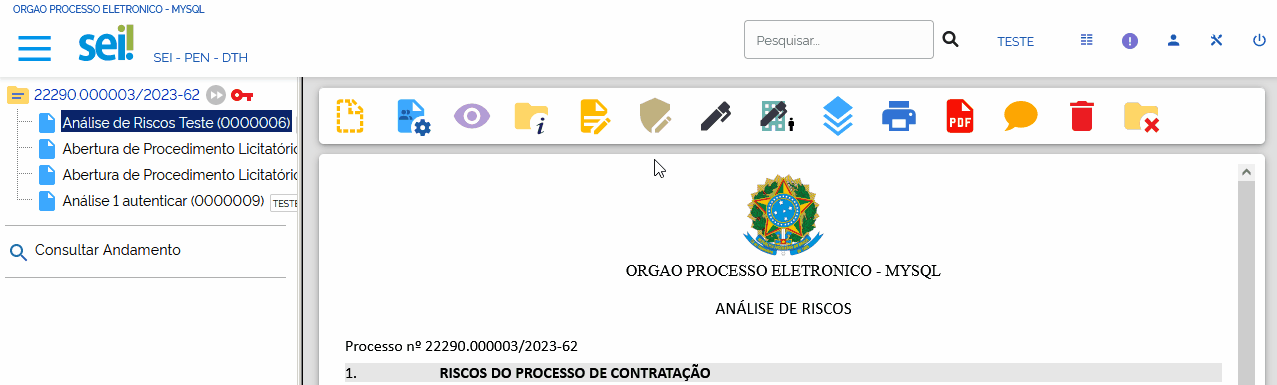 ORGAO PROCESSO ELETRONICO - MYSQL
sei!
SEI - PEN - DTH
Pesquisar...
TESTE
22290.000003/2023-62
Análise de Riscos Teste (0000006)
Abertura de Procedimento Licitatóric
Abertura de Procedimento Licitatóric
Análise 1 autenticar (0000009) TESTE
Consultar Andamento
PDF
ORGAO PROCESSO ELETRONICO - MYSQL
ANÁLISE DE RISCOS
Processo nº 22290.000003/2023-62
1. RISCOS DO PROCESSO DE CONTRATAÇÃO